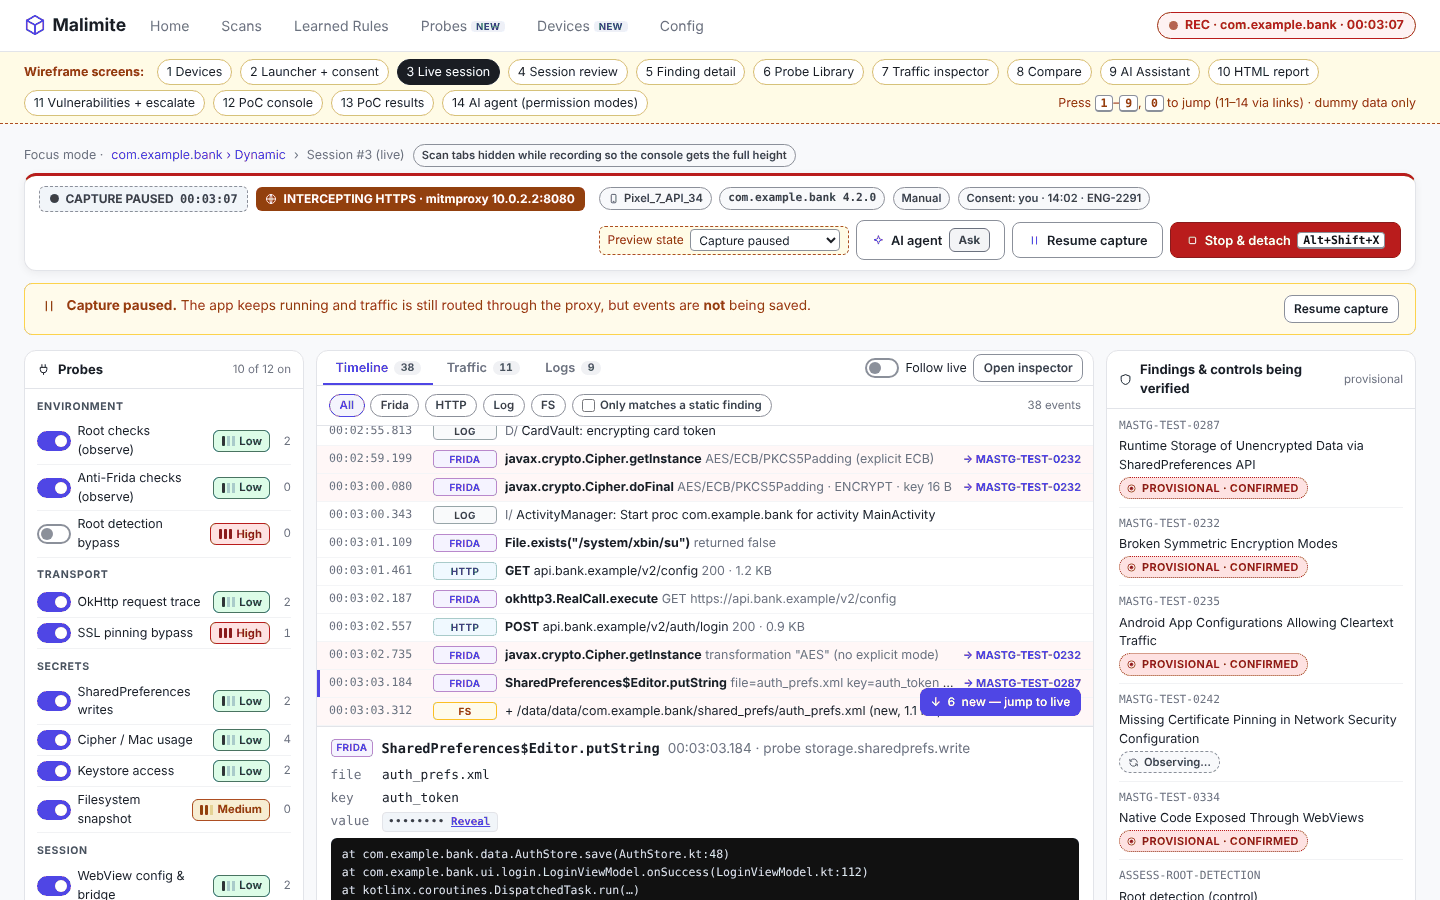 Malimite Home Scans Learned Rules Probes NEW Devices NEW Config REC · com.example.bank · 00:03:07
Wireframe screens: 1 Devices 2 Launcher + consent 3 Live session 4 Session review 5 Finding detail 6 Probe Library 7 Traffic inspector 8 Compare 9 AI Assistant 10 HTML report
11 Vulnerabilities + escalate 12 PoC console 13 PoC results 14 AI agent (permission modes) Press 1–9, 0 to jump (11–14 via links) · dummy data only
Focus mode · com.example.bank › Dynamic › Session #3 (live) Scan tabs hidden while recording so the console gets the full height
CAPTURE PAUSED 00:03:07 INTERCEPTING HTTPS · mitmproxy 10.0.2.2:8080 Pixel_7_API_34 com.example.bank 4.2.0 Manual Consent: you · 14:02 · ENG-2291
Preview state Capture paused AI agent Ask Resume capture Stop & detach Alt+Shift+X
Capture paused. The app keeps running and traffic is still routed through the proxy, but events are not being saved. Resume capture
Probes 10 of 12 on
ENVIRONMENT
Root checks (observe) Low 2
Anti-Frida checks (observe) Low 0
Root detection bypass High 0
TRANSPORT
OkHttp request trace Low 2
SSL pinning bypass High 1
SECRETS
SharedPreferences writes Low 2
Cipher / Mac usage Low 4
Keystore access Low 2
Filesystem snapshot Medium 0
SESSION
WebView config & bridge Low 2
Timeline 38 Traffic 11 Logs 9 Follow live Open inspector
All Frida HTTP Log FS Only matches a static finding 38 events
00:02:55.813 LOG D/ CardVault: encrypting card token
00:02:59.199 FRIDA javax.crypto.Cipher.getInstance AES/ECB/PKCS5Padding (explicit ECB) → MASTG-TEST-0232
00:03:00.080 FRIDA javax.crypto.Cipher.doFinal AES/ECB/PKCS5Padding · ENCRYPT · key 16 B → MASTG-TEST-0232
00:03:00.343 LOG I/ ActivityManager: Start proc com.example.bank for activity MainActivity
00:03:01.109 FRIDA File.exists("/system/xbin/su") returned false
00:03:01.461 HTTP GET api.bank.example/v2/config 200 · 1.2 KB
00:03:02.187 FRIDA okhttp3.RealCall.execute GET https://api.bank.example/v2/config
00:03:02.557 HTTP POST api.bank.example/v2/auth/login 200 · 0.9 KB
00:03:02.735 FRIDA javax.crypto.Cipher.getInstance transformation "AES" (no explicit mode) → MASTG-TEST-0232
00:03:03.184 FRIDA SharedPreferences$Editor.putString file=auth_prefs.xml key=auth_token ... → MASTG-TEST-0287
00:03:03.312 FS + /data/data/com.example.bank/shared_prefs/auth_prefs.xml (new, 1.1
↓ 6 new — jump to live
FRIDA SharedPreferences$Editor.putString 00:03:03.184 · probe storage.sharedprefs.write
file auth_prefs.xml
key auth_token
value •••••••• Reveal
at com.example.bank.data.AuthStore.save(AuthStore.kt:48)
at com.example.bank.ui.login.LoginViewModel.onSuccess(LoginViewModel.kt:112)
at kotlinx.coroutines.DispatchedTask.run(…)
Findings & controls being verified provisional
MASTG-TEST-0287
Runtime Storage of Unencrypted Data via
SharedPreferences API
PROVISIONAL · CONFIRMED
MASTG-TEST-0232
Broken Symmetric Encryption Modes
PROVISIONAL · CONFIRMED
MASTG-TEST-0235
Android App Configurations Allowing Cleartext
Traffic
PROVISIONAL · CONFIRMED
MASTG-TEST-0242
Missing Certificate Pinning in Network Security
Configuration
Observing…
MASTG-TEST-0334
Native Code Exposed Through WebViews
PROVISIONAL · CONFIRMED
ASSESS-ROOT-DETECTION
Root detection (control)